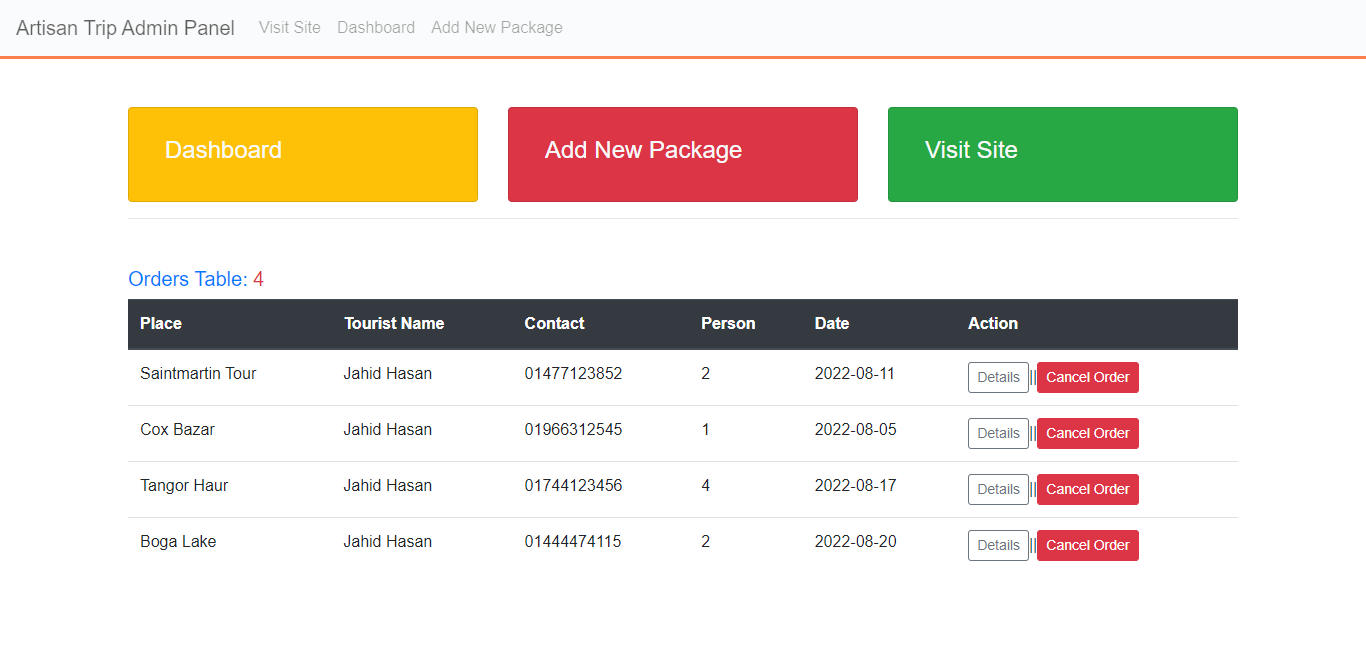 Artisan Trip Admin Panel Visit Site Dashboard Add New Package
Dashboard Add New Package Visit Site
Orders Table: 4
Place Tourist Name Contact Person Date Action
Saintmartin Tour Jahid Hasan 01477123852 2 2022-08-11 Details || Cancel Order
Cox Bazar Jahid Hasan 01966312545 1 2022-08-05 Details || Cancel Order
Tangor Haur Jahid Hasan 01744123456 4 2022-08-17 Details || Cancel Order
Boga Lake Jahid Hasan 01444474115 2 2022-08-20 Details || Cancel Order